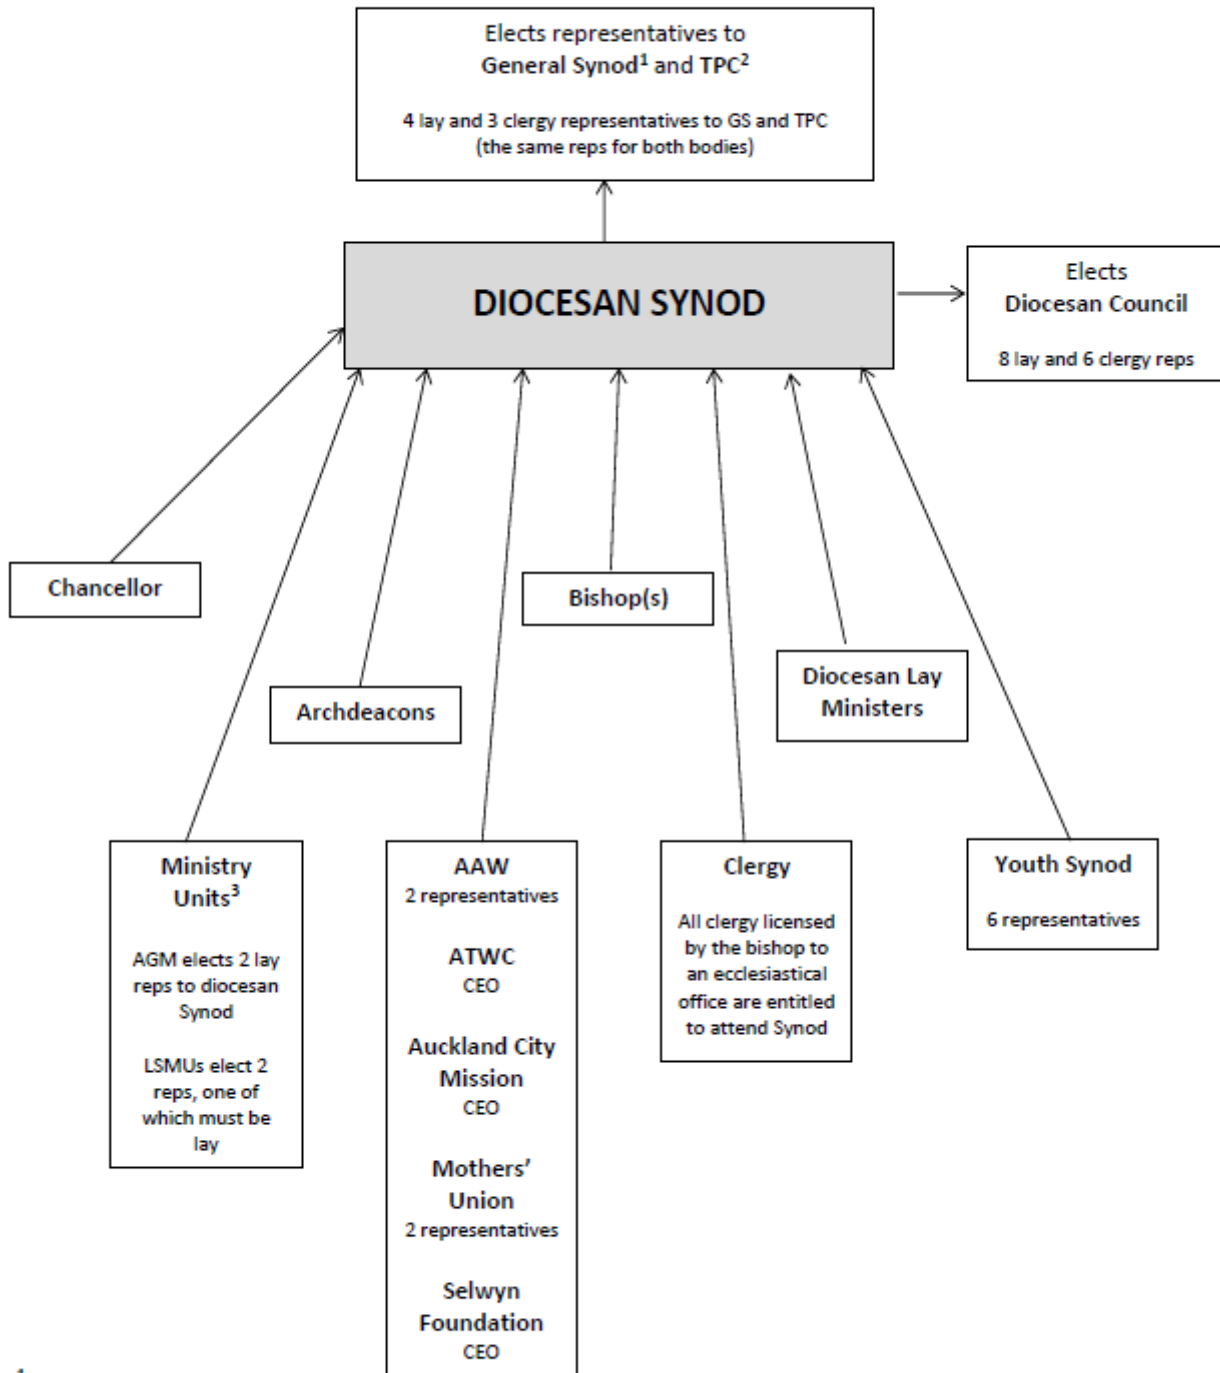 Elects representatives to
General Synod¹ and TPC²
4 lay and 3 clergy representatives to GS and TPC
(the same reps for both bodies)
DIOCESAN SYNOD
Elects
Diocesan Council
8 lay and 6 clergy reps
Chancellor
Bishop(s)
Archdeacons
Diocesan Lay
Ministers
Ministry
Units³
AGM elects 2 lay
reps to diocesan
Synod
LSMUs elect 2
reps, one of
which must be
lay
AAW
2 representatives
ATWC
CEO
Auckland City
Mission
CEO
Mothers’
Union
2 representatives
Selwyn
Foundation
CEO
Clergy
All clergy licensed
by the bishop to
an ecclesiastical
office are entitled
to attend Synod
Youth Synod
6 representatives